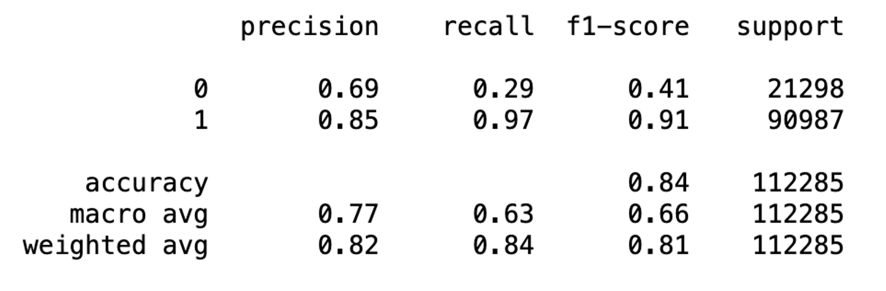 precision recall f1-score support
0 0.69 0.29 0.41 21298
1 0.85 0.97 0.91 90987
accuracy 0.84 112285
macro avg 0.77 0.63 0.66 112285
weighted avg 0.82 0.84 0.81 112285